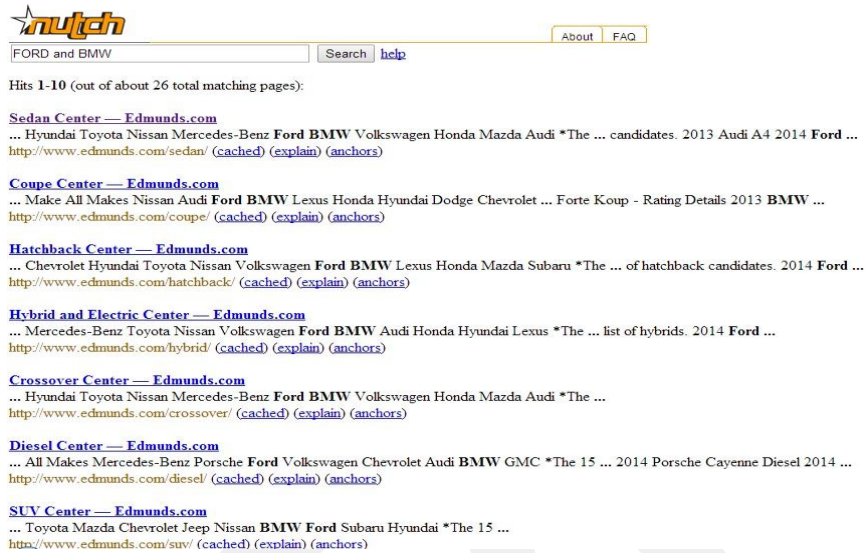 nutch
About FAQ
FORD and BMW Search help
Hits 1-10 (out of about 26 total matching pages):
Sedan Center — Edmunds.com
... Hyundai Toyota Nissan Mercedes-Benz Ford BMW Volkswagen Honda Mazda Audi *The ... candidates. 2013 Audi A4 2014 Ford ...
http://www.edmunds.com/sedan/ (cached) (explain) (anchors)
Coupe Center — Edmunds.com
... Make All Makes Nissan Audi Ford BMW Lexus Honda Hyundai Dodge Chevrolet ... Forte Koup - Rating Details 2013 BMW ...
http://www.edmunds.com/coupe/ (cached) (explain) (anchors)
Hatchback Center — Edmunds.com
... Chevrolet Hyundai Toyota Nissan Volkswagen Ford BMW Lexus Honda Mazda Subaru *The ... of hatchback candidates. 2014 Ford ...
http://www.edmunds.com/hatchback/ (cached) (explain) (anchors)
Hybrid and Electric Center — Edmunds.com
... Mercedes-Benz Toyota Nissan Volkswagen Ford BMW Audi Honda Hyundai Lexus *The ... list of hybrids. 2014 Ford ...
http://www.edmunds.com/hybrid/ (cached) (explain) (anchors)
Crossover Center — Edmunds.com
... Hyundai Toyota Nissan Mercedes-Benz Ford BMW Volkswagen Honda Mazda Audi *The ...
http://www.edmunds.com/crossover/ (cached) (explain) (anchors)
Diesel Center — Edmunds.com
... All Makes Mercedes-Benz Porsche Ford Volkswagen Chevrolet Audi BMW GMC *The 15 ... 2014 Porsche Cayenne Diesel 2014 ...
http://www.edmunds.com/diesel/ (cached) (explain) (anchors)
SUV Center — Edmunds.com
... Toyota Mazda Chevrolet Jeep Nissan BMW Ford Subaru Hyundai *The 15 ...
http://www.edmunds.com/suv/ (cached) (explain) (anchors)